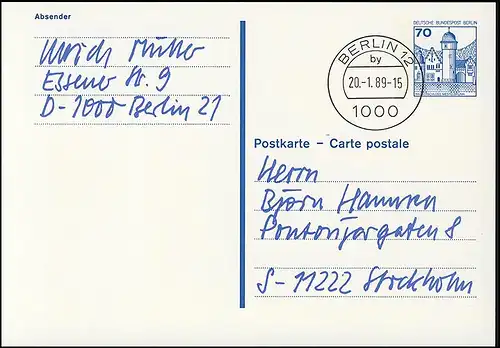 Absender
Ulrich Müller
Essener Str. 9
D-1000 Berlin 21
DEUTSCHE BUNDESPOST BERLIN
70
BERLIN 12
by
20.-1.89-15
1000
Postkarte – Carte postale
Herrn
Björn Hansen
Pontonjärgatan 8
S-11222 Stockholm